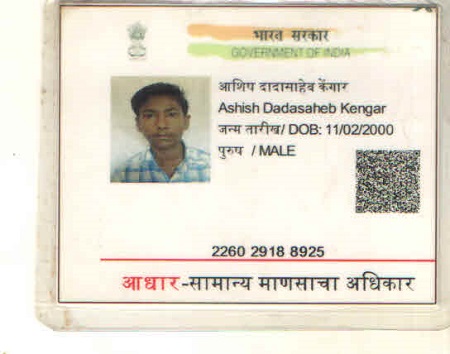 भारत सरकार
GOVERNMENT OF INDIA
आशिष दादासाहेब केंगार
Ashish Dadasaheb Kengar
जन्म तारीख/ DOB: 11/02/2000
पुरुष / MALE
2260 2918 8925
आधार-सामान्य माणसाचा अधिकार